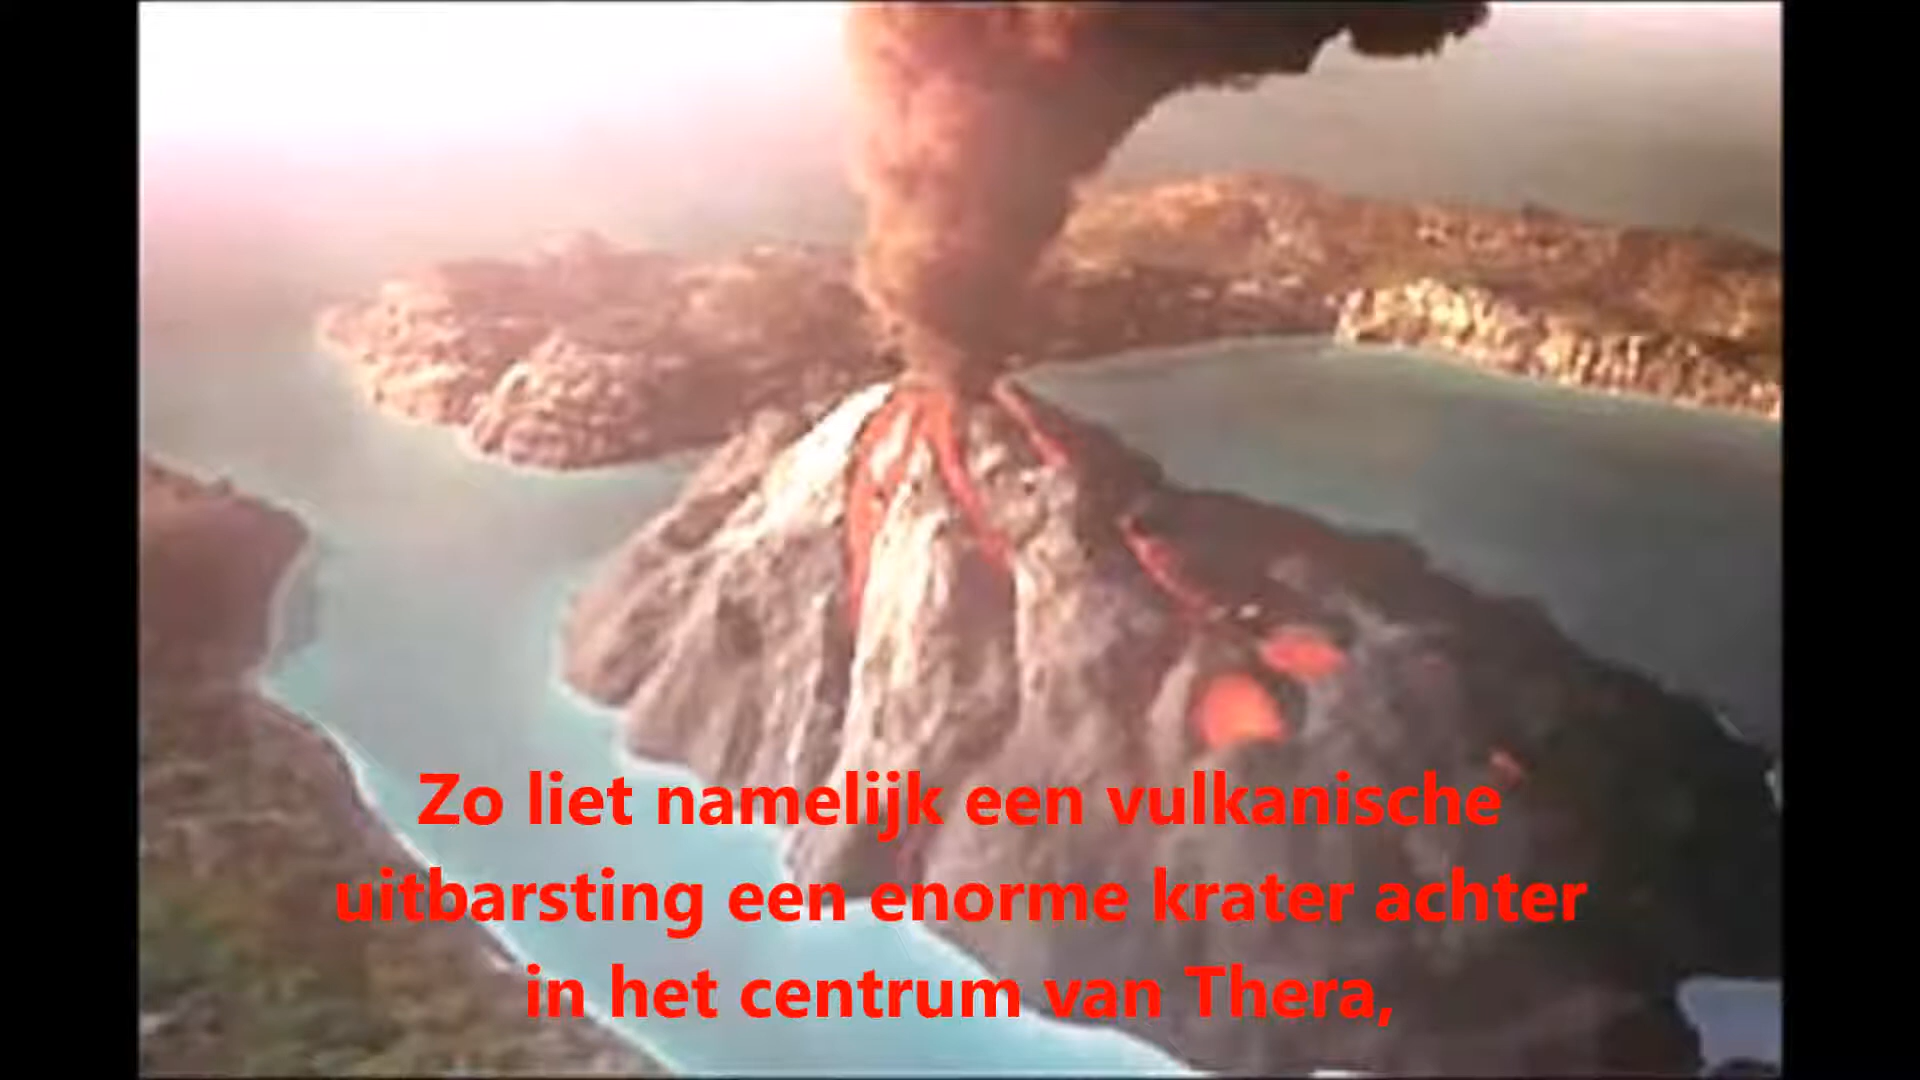 Zo liet namelijk een vulkanische
uitbarsting een enorme krater achter
in het centrum van Thera,